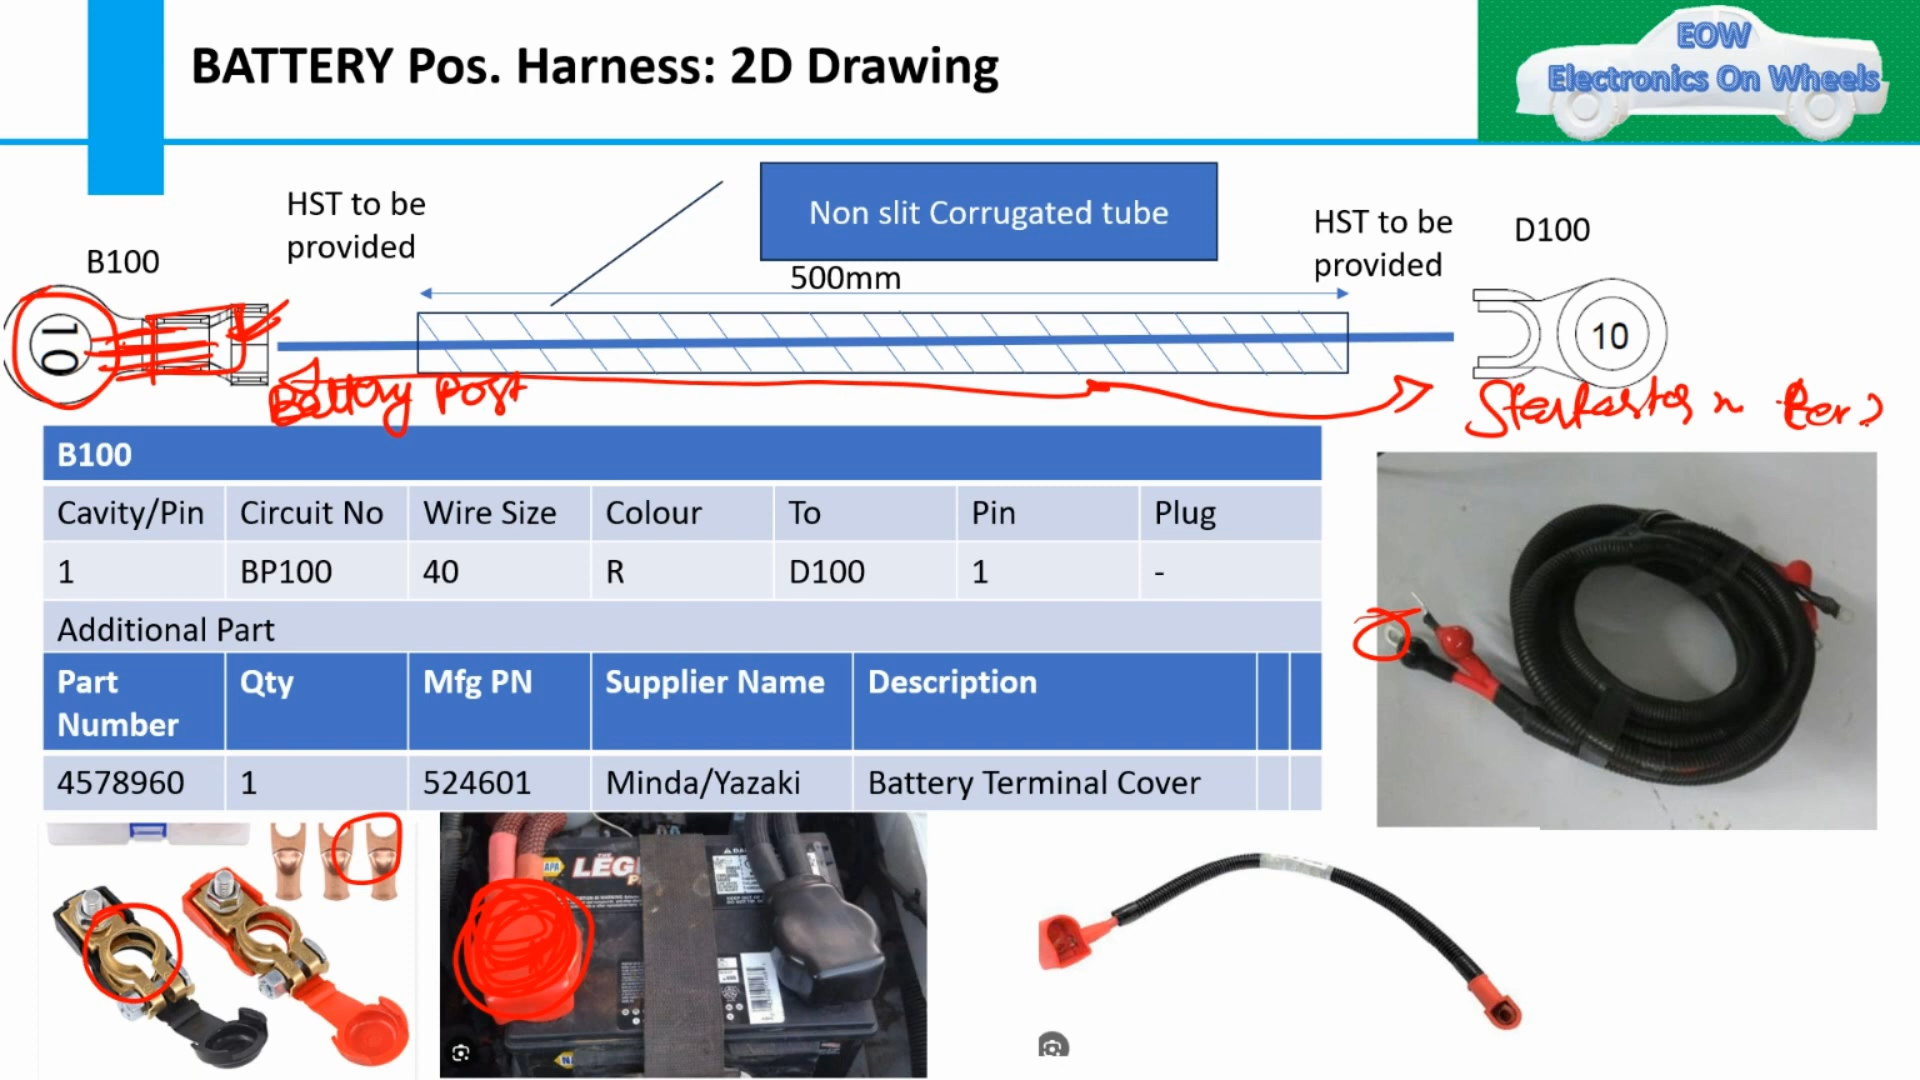 BATTERY Pos. Harness: 2D Drawing
EOW
Electronics On Wheels
HST to be
provided
Non slit Corrugated tube
500mm
HST to be
provided
D100
B100
10
10
Battery Post
B100
Cavity/Pin Circuit No Wire Size Colour To Pin Plug
1 BP100 40 R D100 1 -
Additional Part
Part Number Qty Mfg PN Supplier Name Description
4578960 1 524601 Minda/Yazaki Battery Terminal Cover
THE
LEG